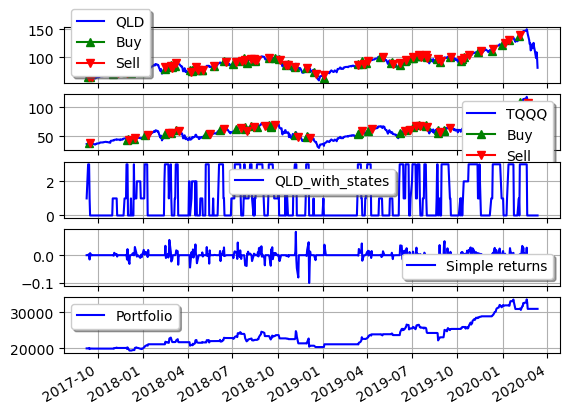 150
100
QLD
Buy
Sell
100
50
TQQQ
Buy
Sell
2
0
QLD_with_states
0.0
−0.1
Simple returns
30000
20000
Portfolio
2017-10
2018-01
2018-04
2018-07
2018-10
2019-01
2019-04
2019-07
2019-10
2020-01
2020-04